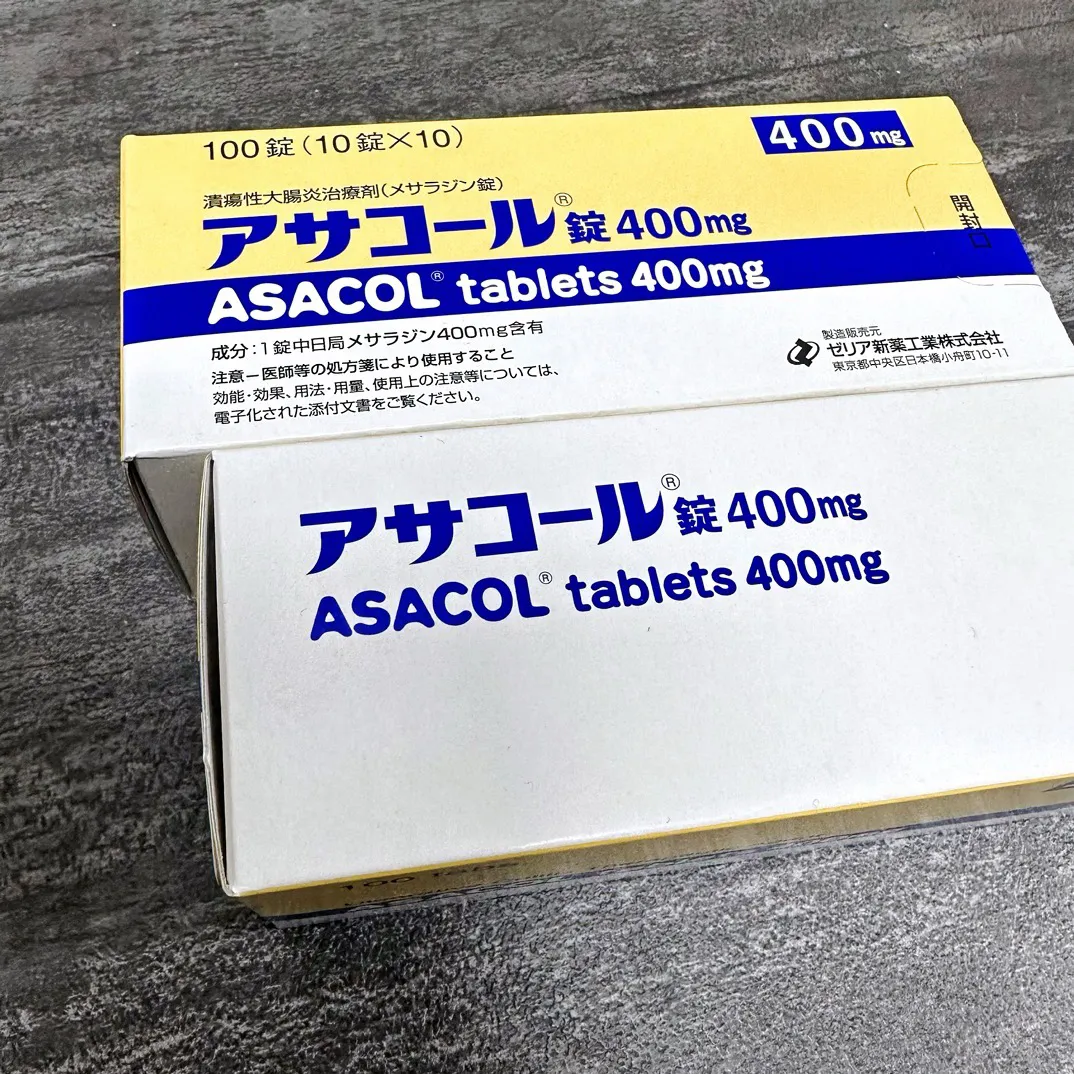 100錠(10錠×10)
400mg
潰瘍性大腸炎治療剤(メサラジン錠)
アサコール®錠400mg
開封口
ASACOL® tablets 400mg
成分:1錠中日局メサラジン400mg含有
注意-医師等の処方箋により使用すること
効能・効果、用法・用量、使用上の注意等については、
電子化された添付文書をご覧ください。
製造販売元
ゼリア新薬工業株式会社
東京都中央区日本橋小舟町10-11
アサコール®錠400mg
ASACOL® tablets 400mg
100 tabs